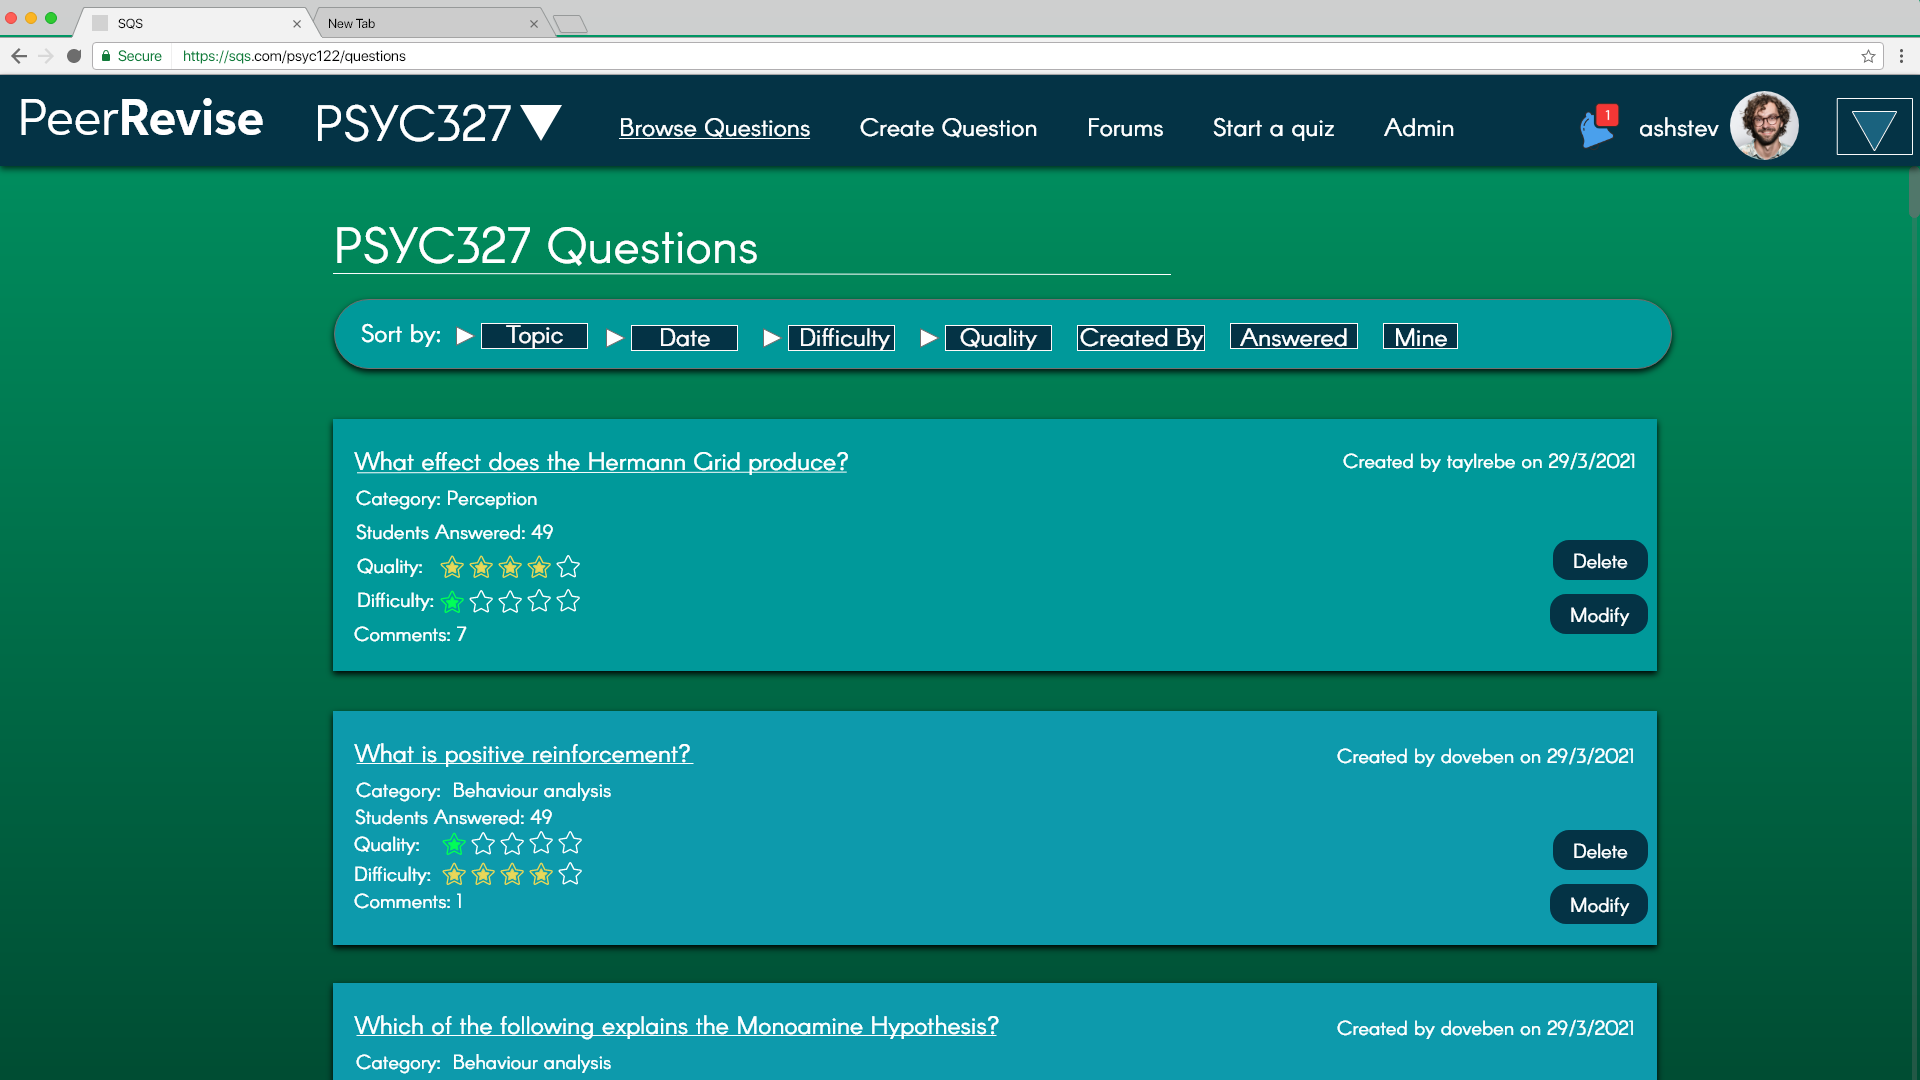 SQS
New Tab
Secure https://sqs.com/psyc122/questions
PeerRevise PSYC327 Browse Questions Create Question Forums Start a quiz Admin 1 ashstev
PSYC327 Questions
Sort by: Topic Date Difficulty Quality Created By Answered Mine
What effect does the Hermann Grid produce? Created by taylrebe on 29/3/2021
Category: Perception
Students Answered: 49
Quality:
Delete
Difficulty:
Modify
Comments: 7
What is positive reinforcement? Created by doveben on 29/3/2021
Category: Behaviour analysis
Students Answered: 49
Quality:
Delete
Difficulty:
Comments: 1
Modify
Which of the following explains the Monoamine Hypothesis? Created by doveben on 29/3/2021
Category: Behaviour analysis